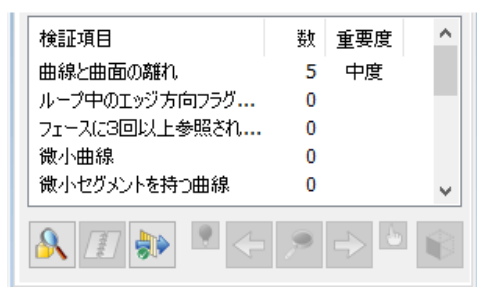 検証項目 数 重要度
曲線と曲面の離れ 5 中度
ループ中のエッジ方向フラグ... 0
フェースに3回以上参照され... 0
微小曲線 0
微小セグメントを持つ曲線 0